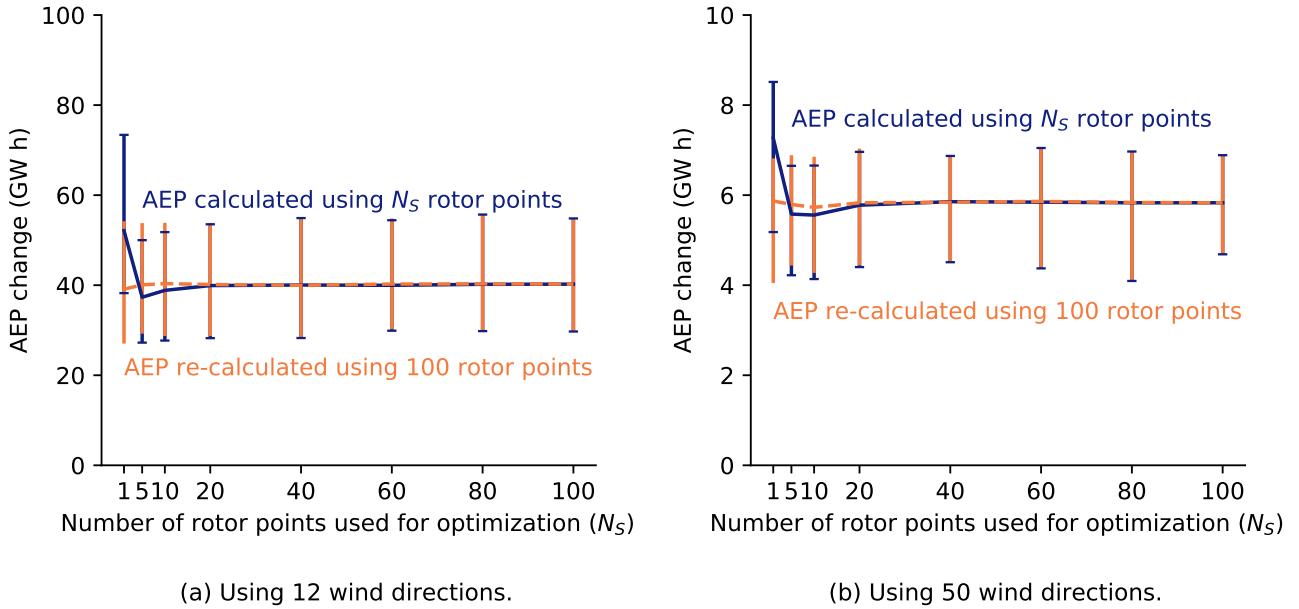 100
80
60
40
20
0
AEP change (GW h)
AEP calculated using N_S rotor points
AEP re-calculated using 100 rotor points
1 5 10 20 40 60 80 100
Number of rotor points used for optimization (N_S)
(a) Using 12 wind directions.
10
8
6
4
2
0
AEP change (GW h)
AEP calculated using N_S rotor points
AEP re-calculated using 100 rotor points
1 5 10 20 40 60 80 100
Number of rotor points used for optimization (N_S)
(b) Using 50 wind directions.